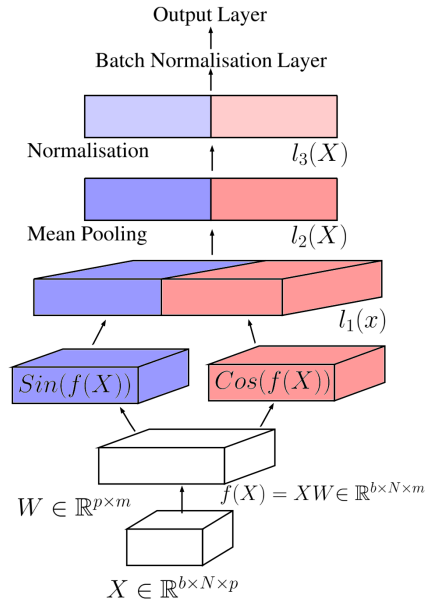 Output Layer
Batch Normalisation Layer
Normalisation
l₃(X)
Mean Pooling
l₂(X)
l₁(x)
Sin(f(X))
Cos(f(X))
W ∈ ℝ^{p×m}
f(X) = XW ∈ ℝ^{b×N×m}
X ∈ ℝ^{b×N×p}